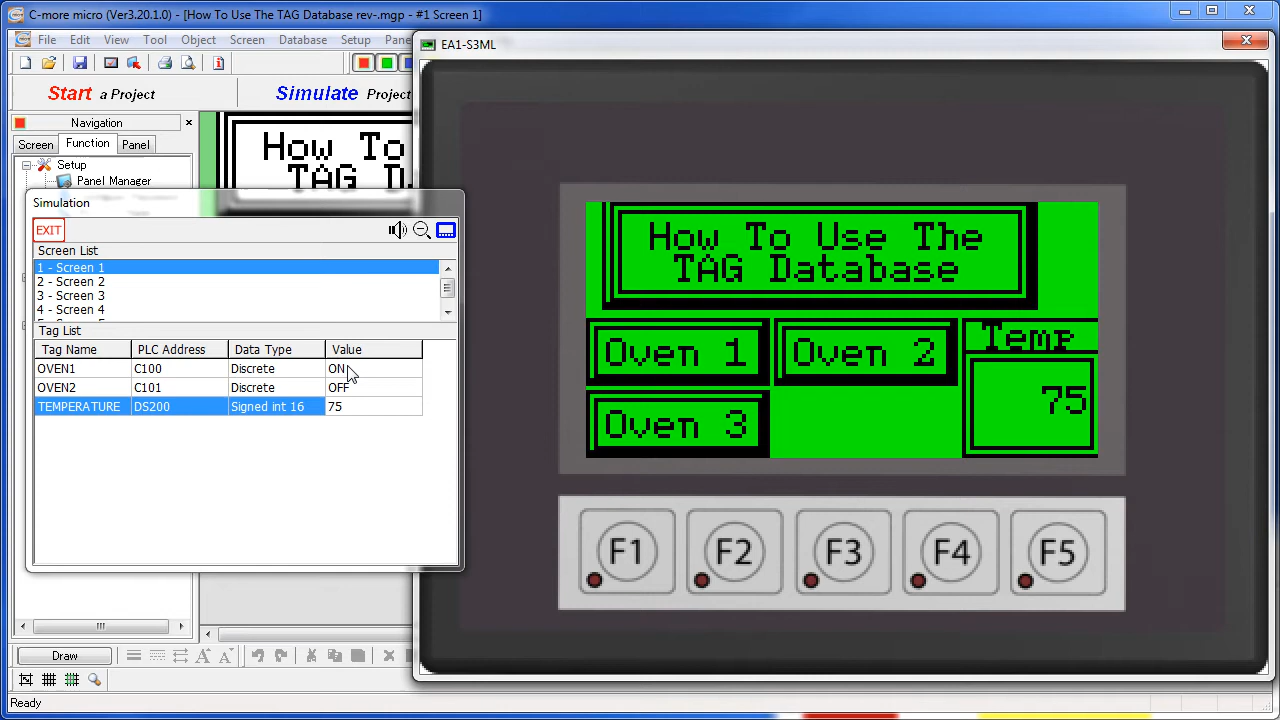 C-more micro (Ver3.20.1.0) - [How To Use The TAG Database rev-.mgp - #1 Screen 1]
File Edit View Tool Object Screen Database Setup Pane
EA1-S3ML
Start a Project
Simulate Project
Navigation
Screen Function Panel
Setup
Panel Manager
How To
TAG
Simulation
EXIT
Screen List
1 - Screen 1
2 - Screen 2
3 - Screen 3
4 - Screen 4
Tag List
Tag Name PLC Address Data Type Value
OVEN1 C100 Discrete ON
OVEN2 C101 Discrete OFF
TEMPERATURE DS200 Signed int 16 75
How To Use The
TAG Database
Oven 1 Oven 2 Temp
75
Oven 3
F1 F2 F3 F4 F5
Draw
Ready